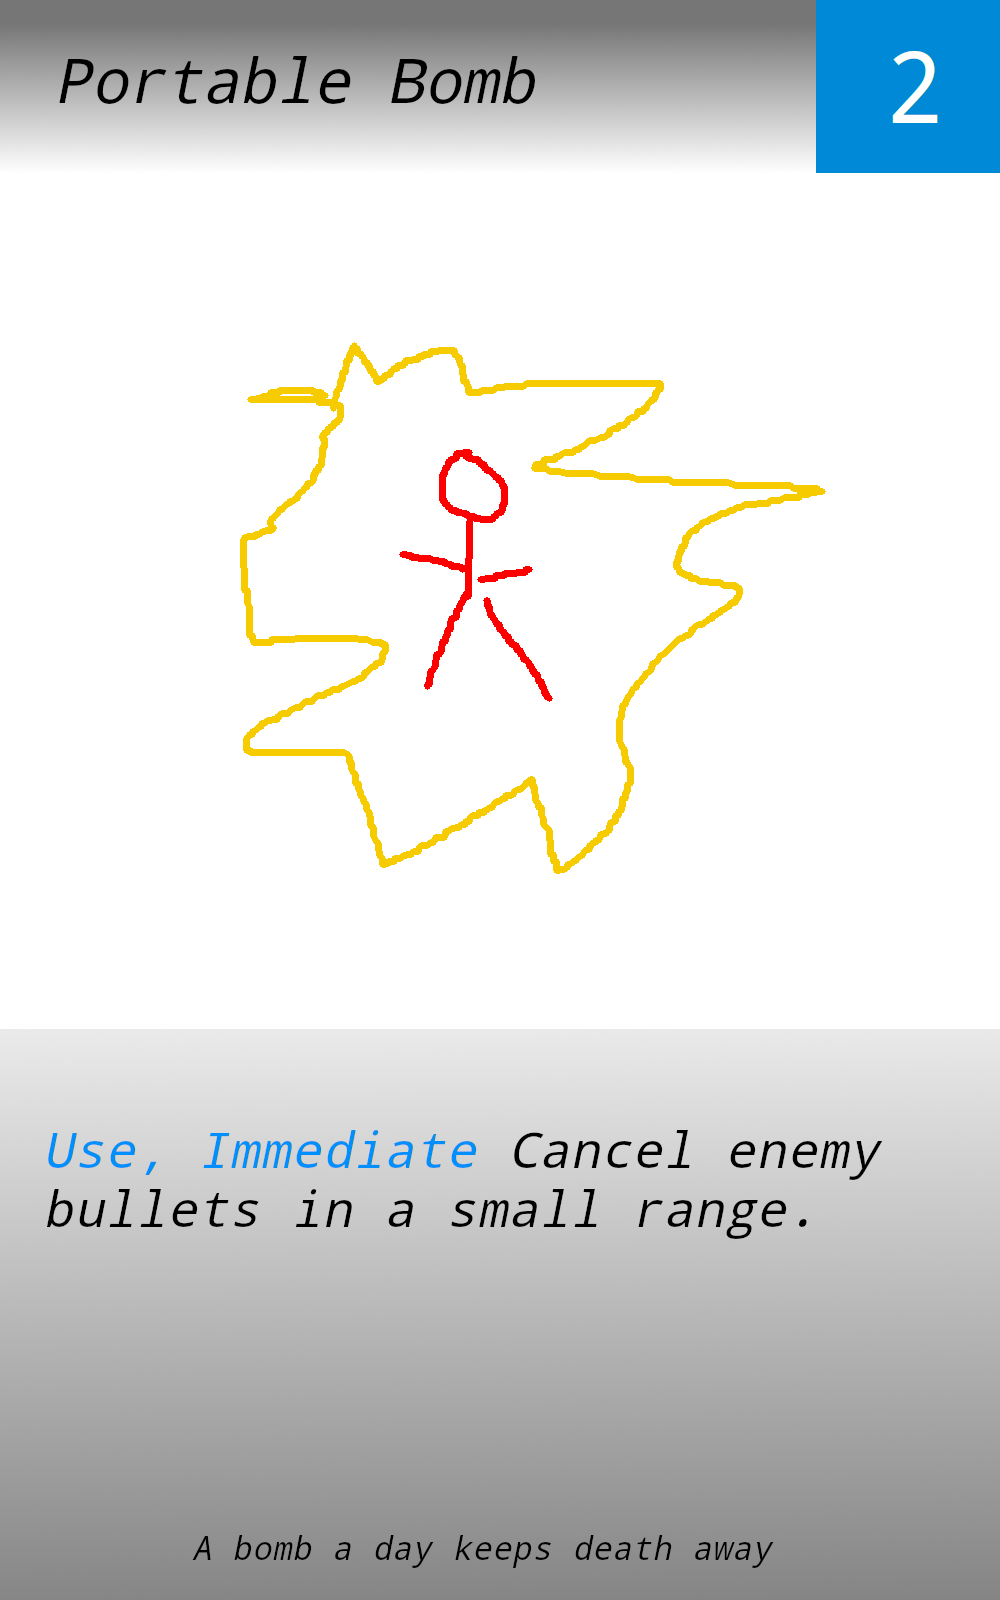 Portable Bomb
2
Use, Immediate Cancel enemy
bullets in a small range.
A bomb a day keeps death away